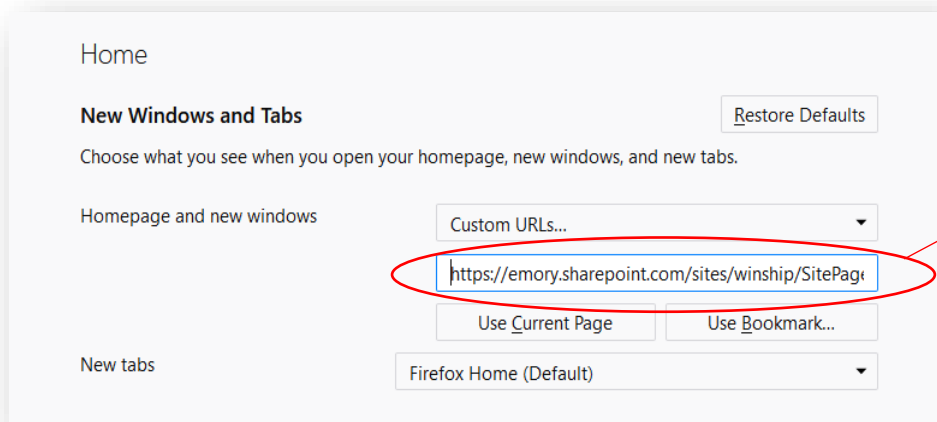 Home
New Windows and Tabs
Restore Defaults
Choose what you see when you open your homepage, new windows, and new tabs.
Homepage and new windows
Custom URLs...
https://emory.sharepoint.com/sites/winship/SitePage
Use Current Page
Use Bookmark...
New tabs
Firefox Home (Default)